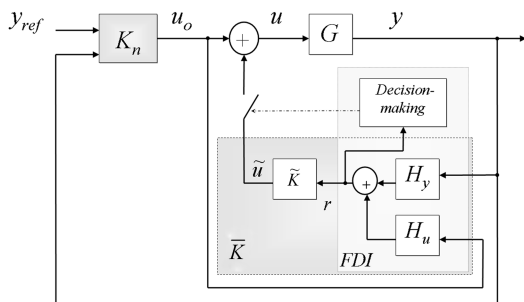 y_ref
K_n
u_o
+
u
G
y
Decision-
making
ũ
K̃
r
+
H_y
H_u
K̅
FDI